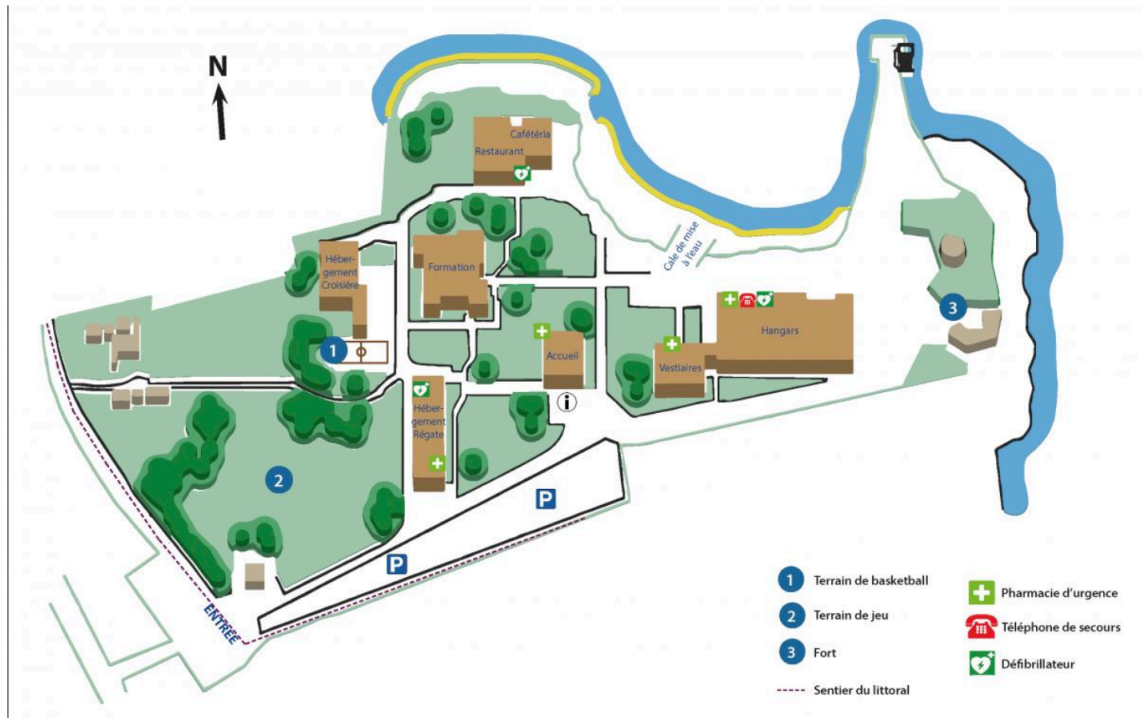 N
Cafétéria
Restaurant
Cale de mise
à l'eau
Héber-
gement
Croisière
Formation
Hangars
3
1
Accueil
Vestiaires
i
Héber-
gement
Régate
2
P
P
ENTRÉE
1 Terrain de basketball
2 Terrain de jeu
3 Fort
Sentier du littoral
Pharmacie d'urgence
Téléphone de secours
Défibrillateur